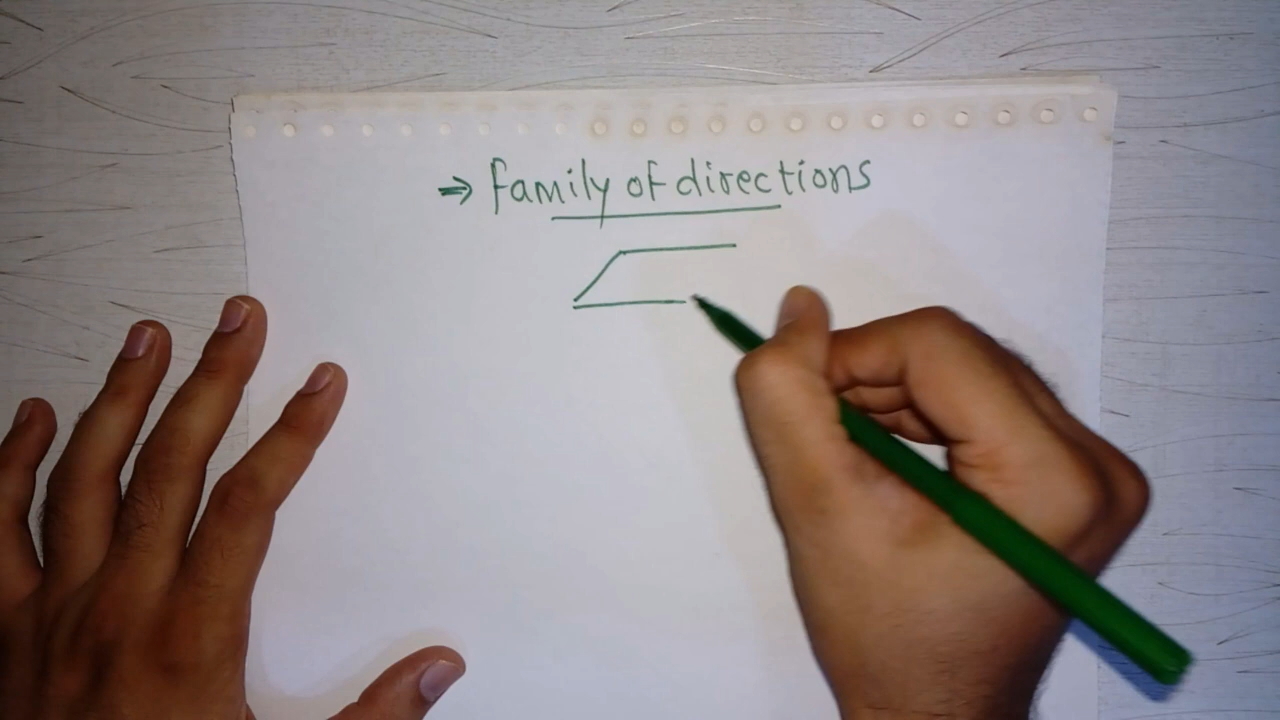 ⇒ family of directions